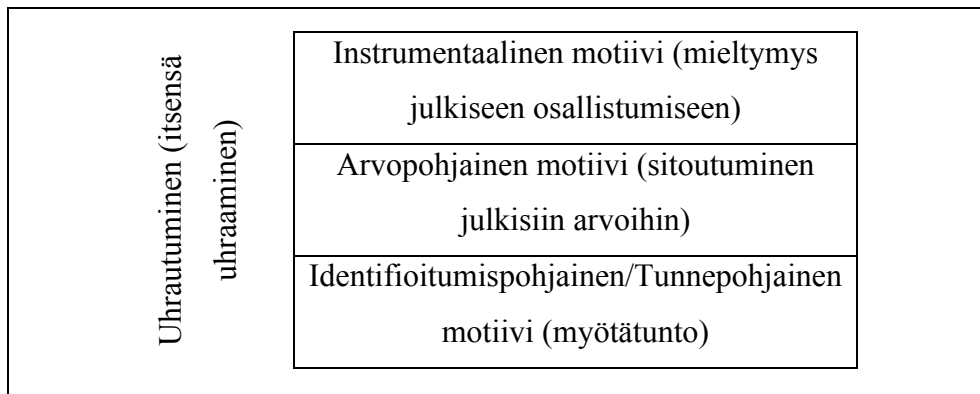 Uhrautuminen (itsensä
uhraaminen)
Instrumentaalinen motiivi (mieltymys
julkiseen osallistumiseen)
Arvopohjainen motiivi (sitoutuminen
julkisiin arvoihin)
Identifioitumispohjainen/Tunnepohjainen
motiivi (myötätunto)